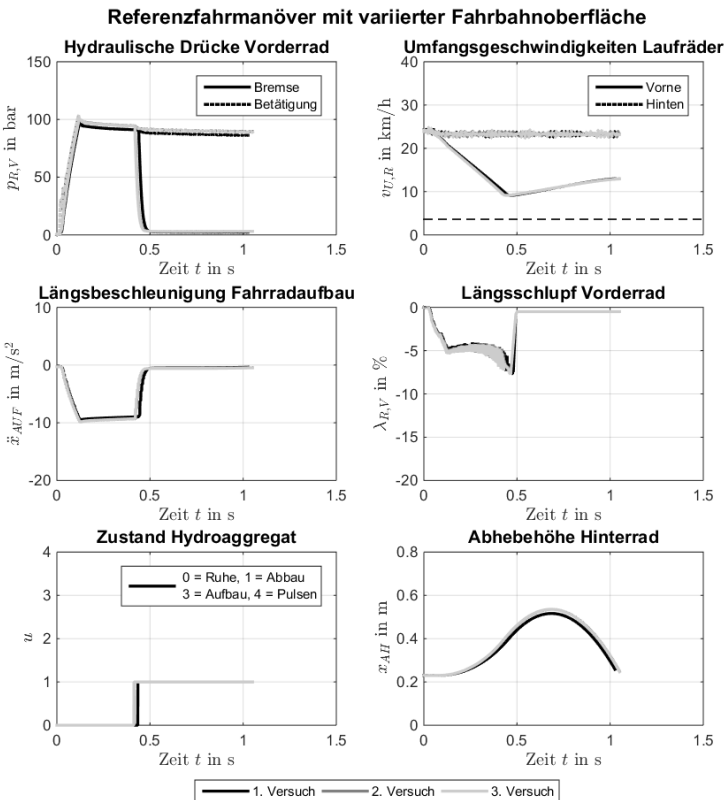 Referenzfahrmanöver mit variierter Fahrbahnoberfläche
Hydraulische Drücke Vorderrad
150
100
50
0
p_{R,V} in bar
Bremse
Betätigung
0 0.5 1 1.5
Zeit t in s
Umfangsgeschwindigkeiten Laufräder
40
30
20
10
0
v_{U,R} in km/h
Vorne
Hinten
0 0.5 1 1.5
Zeit t in s
Längsbeschleunigung Fahrradaufbau
10
0
-10
-20
ẍ_{AUF} in m/s²
0 0.5 1 1.5
Zeit t in s
Längsschlupf Vorderrad
0
-5
-10
-15
-20
λ_{R,V} in %
0 0.5 1 1.5
Zeit t in s
Zustand Hydroaggregat
4
3
2
1
0
u
0 = Ruhe, 1 = Abbau
3 = Aufbau, 4 = Pulsen
0 0.5 1 1.5
Zeit t in s
Abhebehöhe Hinterrad
0.8
0.6
0.4
0.2
0
x_{AH} in m
0 0.5 1 1.5
Zeit t in s
1. Versuch 2. Versuch 3. Versuch